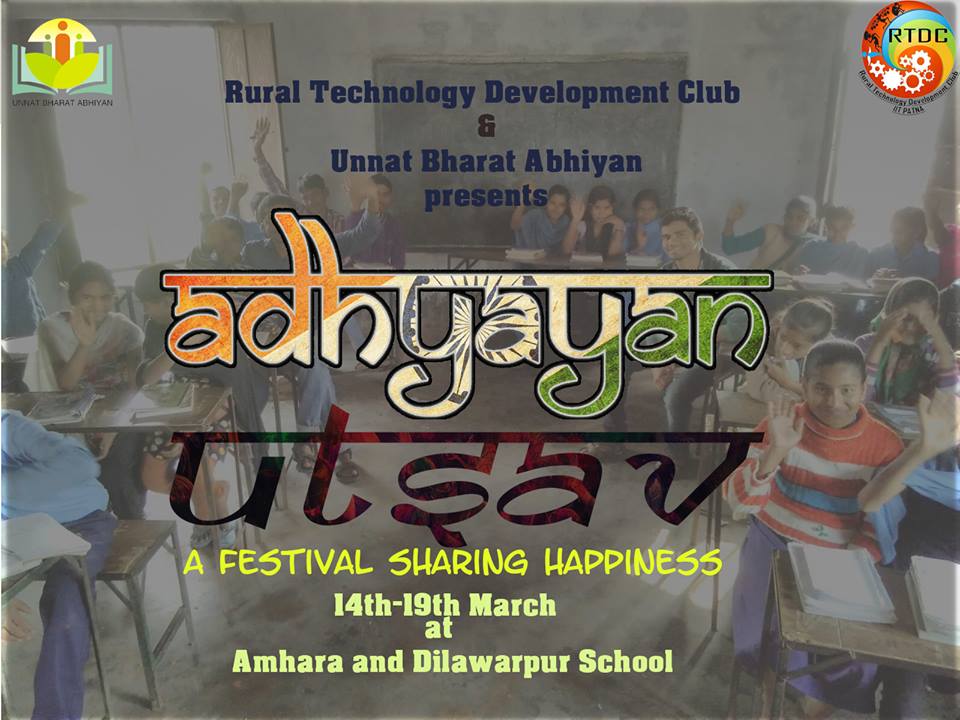 UNNAT BHARAT ABHIYAN
RTDC
Rural Technology Development Club
IIT PATNA
Rural Technology Development Club
&
Unnat Bharat Abhiyan
presents
adhyayan
utsav
A FESTIVAL SHARING HAPPINESS
14th-19th March
at
Amhara and Dilawarpur School